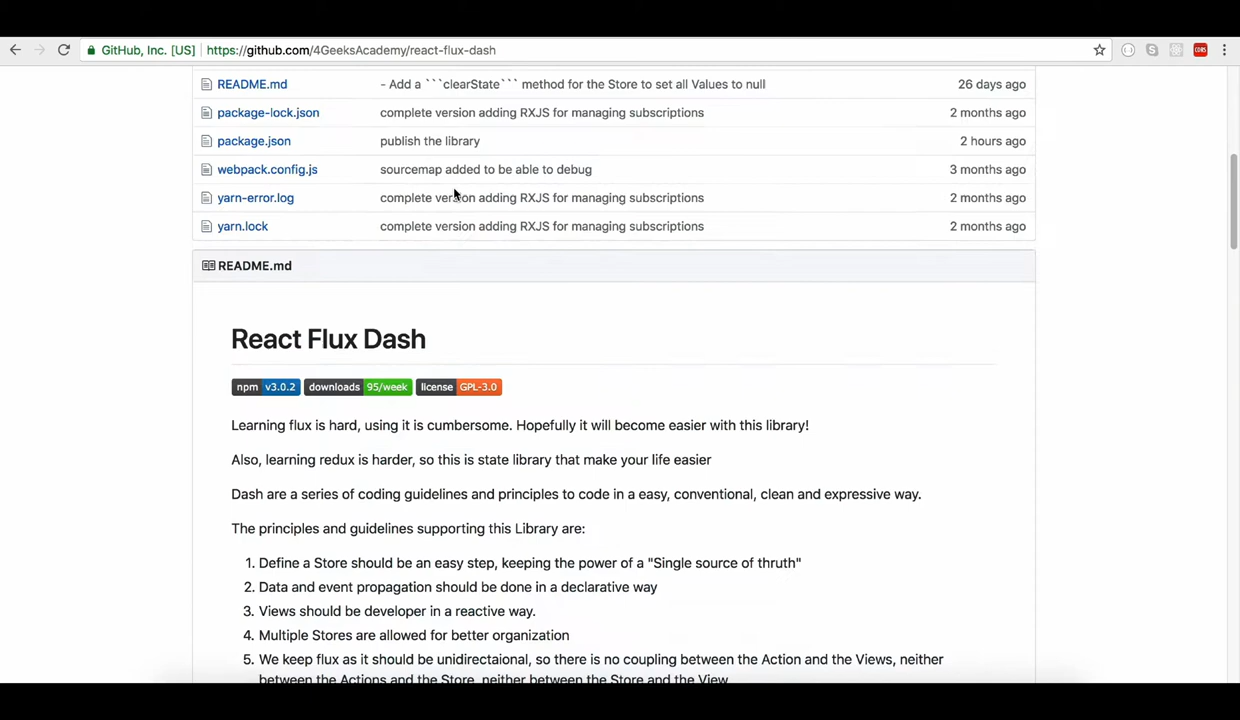 GitHub, Inc. [US] https://github.com/4GeeksAcademy/react-flux-dash
README.md - Add a ```clearState``` method for the Store to set all Values to null 26 days ago
package-lock.json complete version adding RXJS for managing subscriptions 2 months ago
package.json publish the library 2 hours ago
webpack.config.js sourcemap added to be able to debug 3 months ago
yarn-error.log complete version adding RXJS for managing subscriptions 2 months ago
yarn.lock complete version adding RXJS for managing subscriptions 2 months ago
README.md
React Flux Dash
npm v3.0.2 downloads 95/week license GPL-3.0
Learning flux is hard, using it is cumbersome. Hopefully it will become easier with this library!
Also, learning redux is harder, so this is state library that make your life easier
Dash are a series of coding guidelines and principles to code in a easy, conventional, clean and expressive way.
The principles and guidelines supporting this Library are:
1. Define a Store should be an easy step, keeping the power of a "Single source of thruth"
2. Data and event propagation should be done in a declarative way
3. Views should be developer in a reactive way.
4. Multiple Stores are allowed for better organization
5. We keep flux as it should be unidirectaional, so there is no coupling between the Action and the Views, neither
between the Actions and the Store, neither between the Store and the View